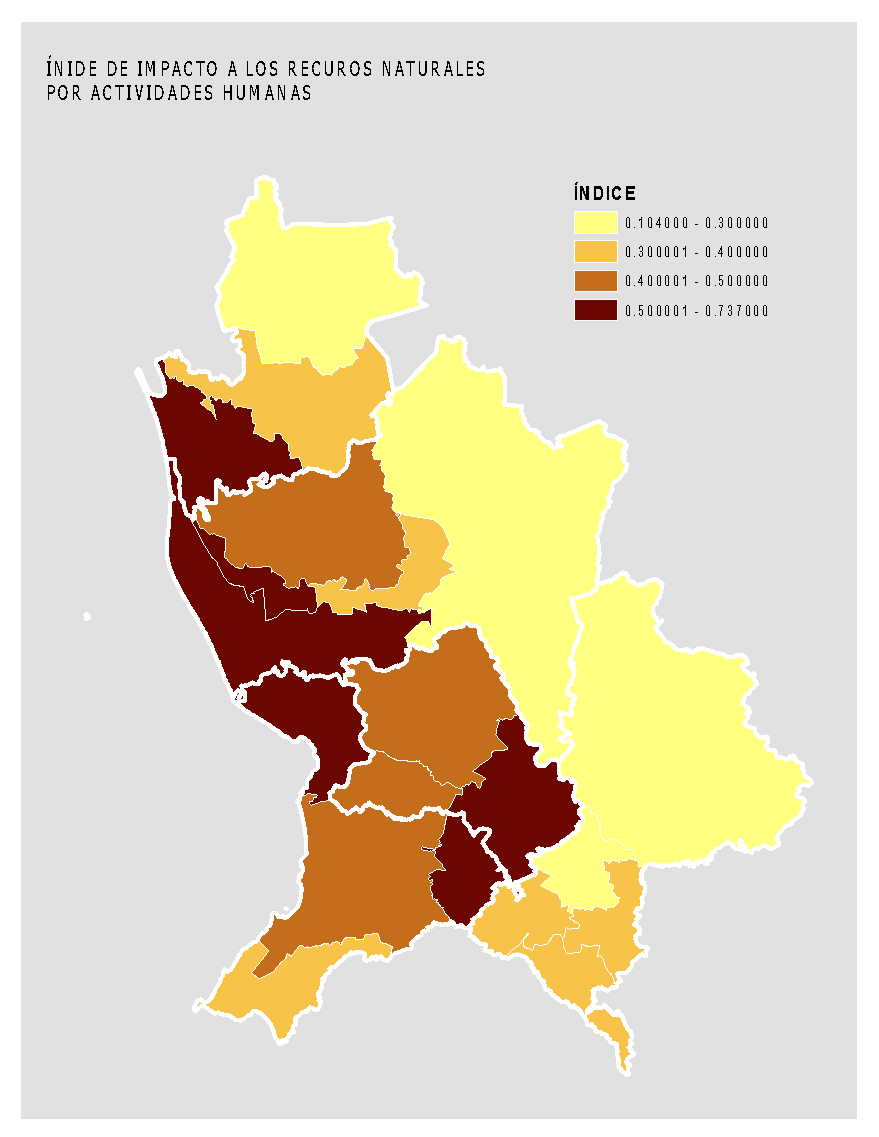 ÍNIDE DE IMPACTO A LOS RECUROS NATURALES
POR ACTIVIDADES HUMANAS
ÍNDICE
0.104000 - 0.300000
0.300001 - 0.400000
0.400001 - 0.500000
0.500001 - 0.737000